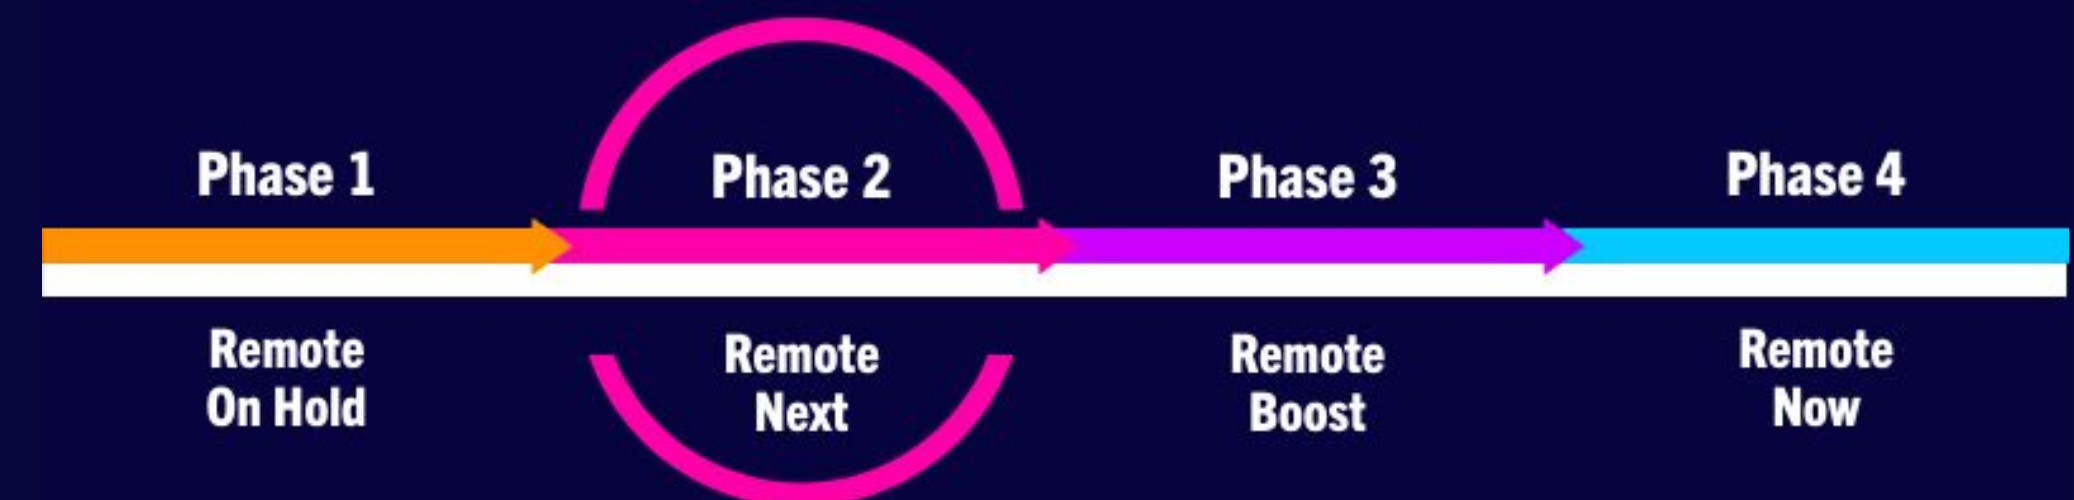 Phase 1
Phase 2
Phase 3
Phase 4
Remote
On Hold
Remote
Next
Remote
Boost
Remote
Now